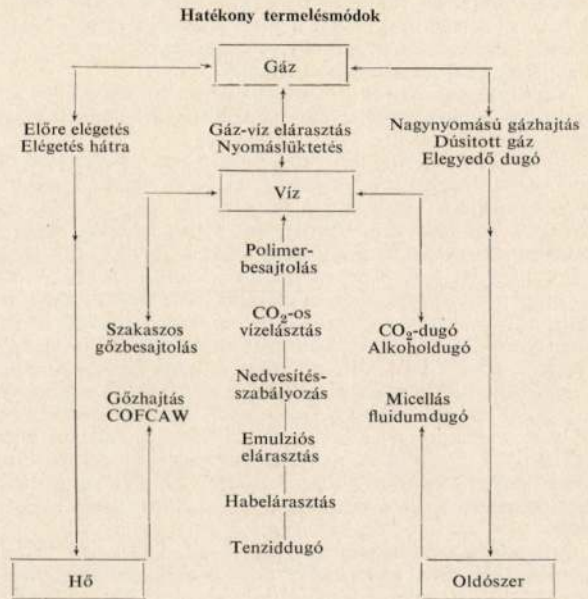 Hatékony termelésmódok
Gáz
Előre elégetés
Elégetés hátra
Gáz-víz elárasztás
Nyomáslüktetés
Nagynyomású gázhajtás
Dúsitott gáz
Elegyedő dugó
Víz
Polimer-
besajtolás
CO₂-os
vízelásztás
Szakaszos
gőzbesajtolás
CO₂-dugó
Alkoholdugó
Nedvesítés-
szabályozás
Gőzhajtás
COFCAW
Micellás
fluidumdugó
Emulziós
elárasztás
Habelárasztás
Tenziddugó
Hő
Oldószer